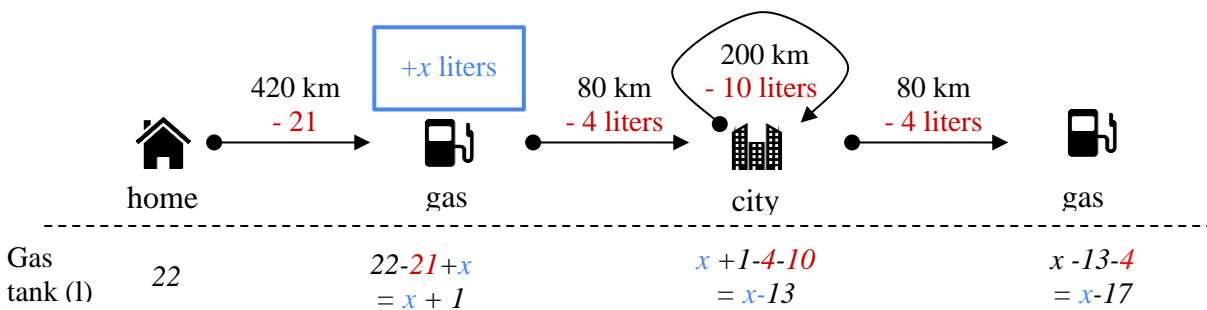 +x liters
200 km
- 10 liters
420 km
- 21
80 km
- 4 liters
80 km
- 4 liters
home
gas
city
gas
Gas
tank (l)
22
22-21+x
= x + 1
x +1-4-10
= x-13
x -13-4
= x-17